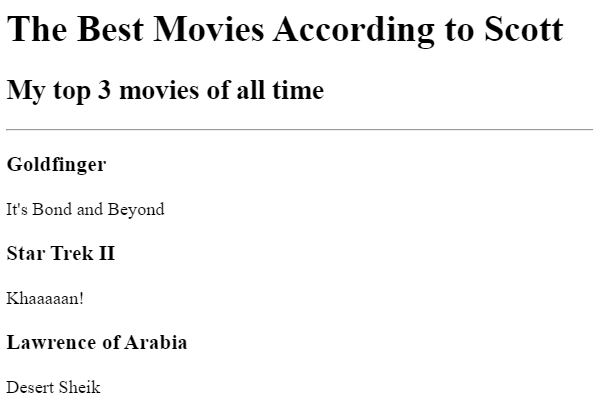 The Best Movies According to Scott
My top 3 movies of all time
Goldfinger
It's Bond and Beyond
Star Trek II
Khaaaaan!
Lawrence of Arabia
Desert Sheik